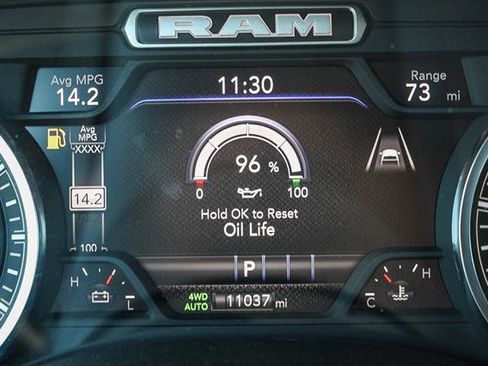 RAM
Avg MPG
14.2
11:30
Range
73 mi
Avg
MPG
XXXX
14.2
100
96 %
0 100
Hold OK to Reset
Oil Life
P
H L
4WD
AUTO
11037 mi
C H